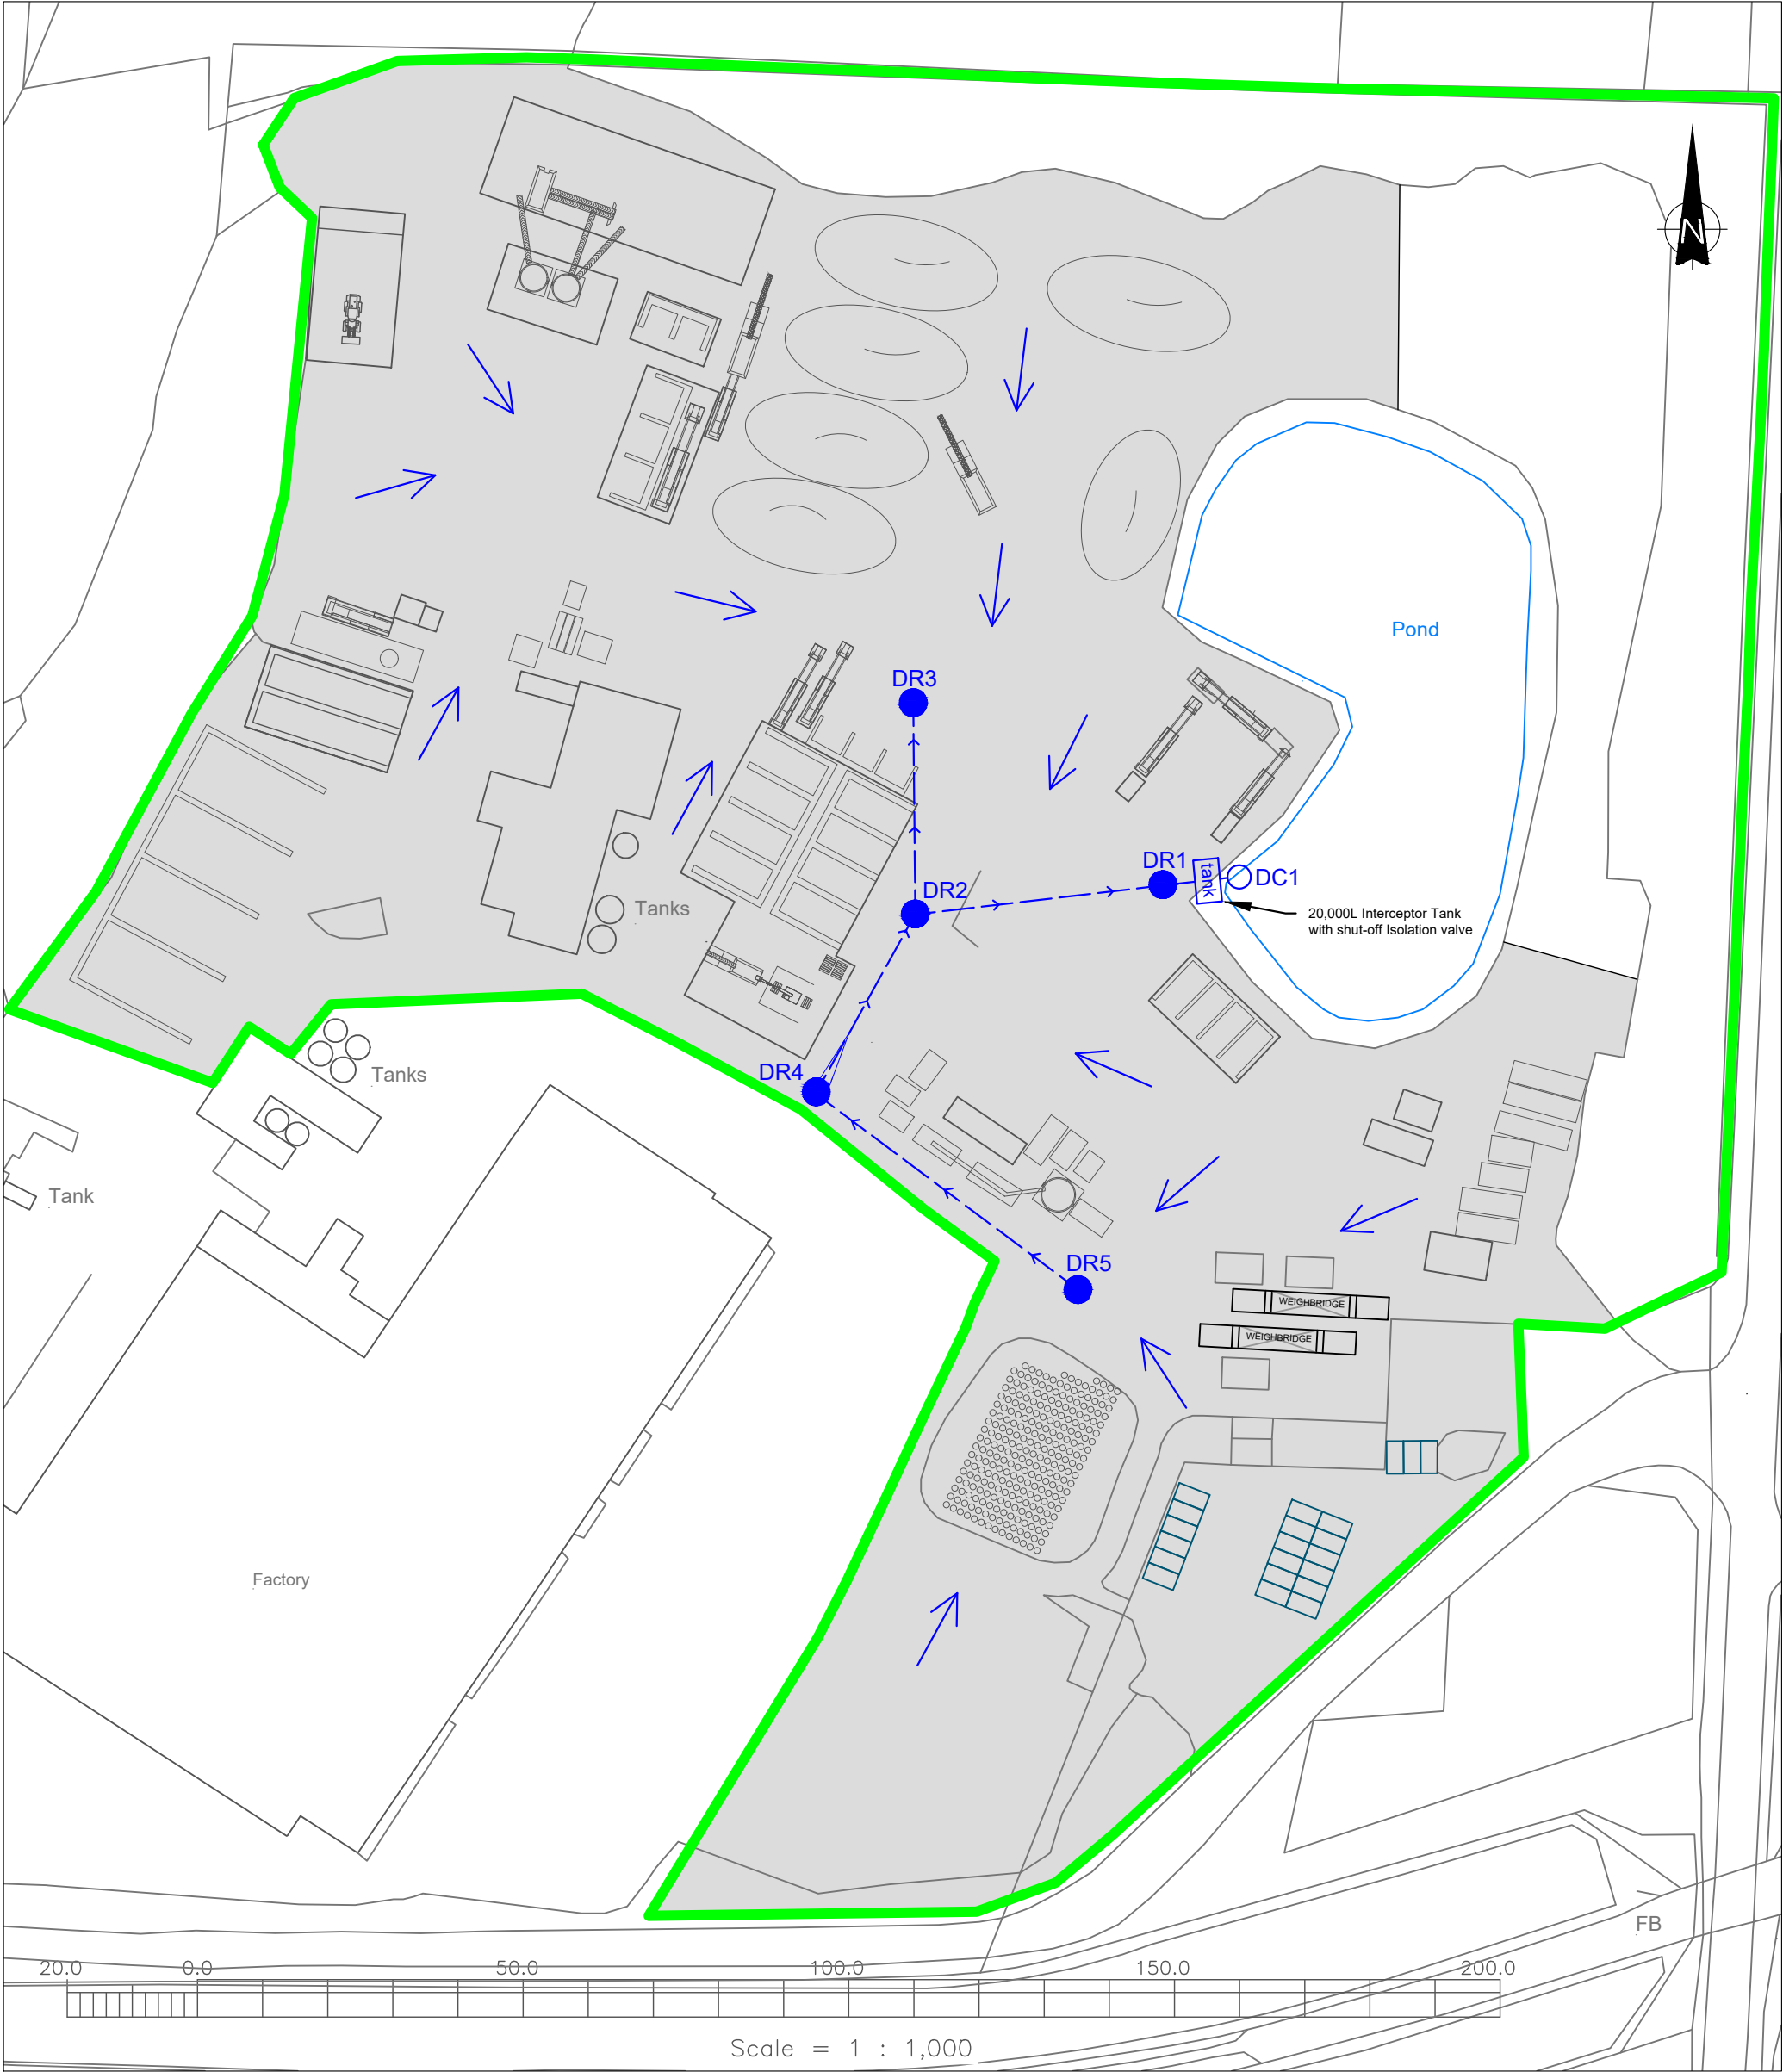 N
Pond
DR3
DR1
tank
DC1
DR2
Tanks
20,000L Interceptor Tank
with shut-off Isolation valve
DR4
Tanks
Tank
DR5
WEIGHBRIDGE
WEIGHBRIDGE
Factory
FB
20.0 0.0 50.0 100.0 150.0 200.0
Scale = 1 : 1,000